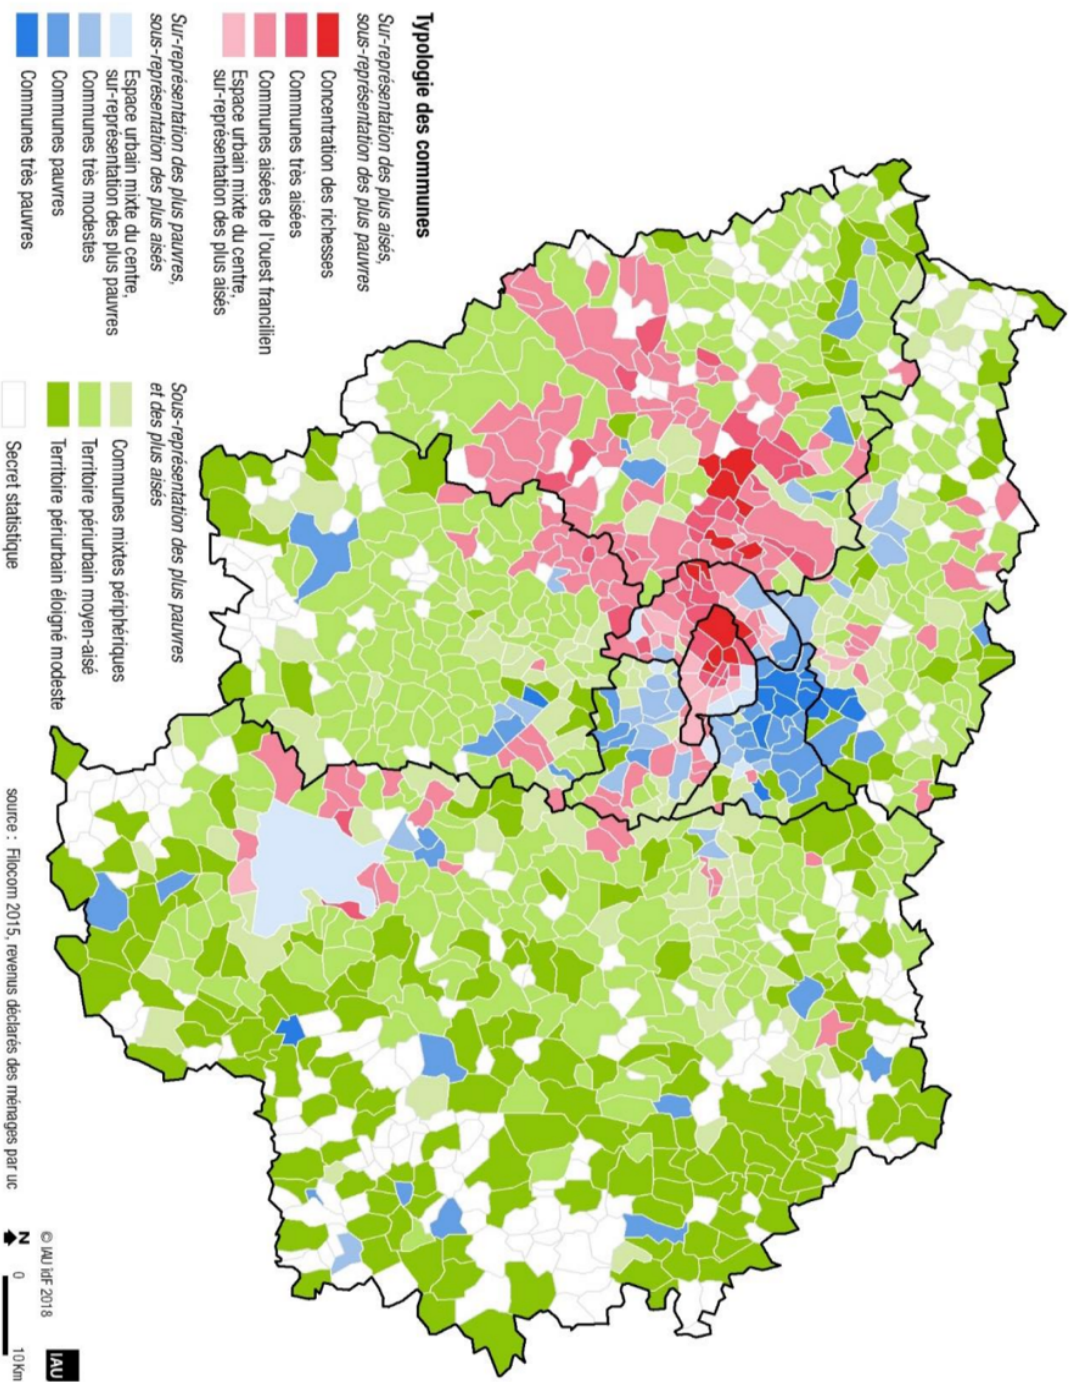 Typologie des communes
Sur-représentation des plus aisés,
sous-représentation des plus pauvres
Concentration des richesses
Communes très aisées
Communes aisées de l'ouest francilien
Espace urbain mixte du centre,
sur-représentation des plus aisés
Sur-représentation des plus pauvres,
sous-représentation des plus aisés
Espace urbain mixte du centre,
sur-représentation des plus pauvres
Communes très modestes
Communes pauvres
Communes très pauvres
Sous-représentation des plus pauvres
et des plus aisés
Communes mixtes périphériques
Territoire périurbain moyen-aisé
Territoire périurbain éloigné modeste
Secret statistique
source : Filocom 2015, revenus déclarés des ménages par uc
© IAU îdF 2018
N
0
10 Km
IAU